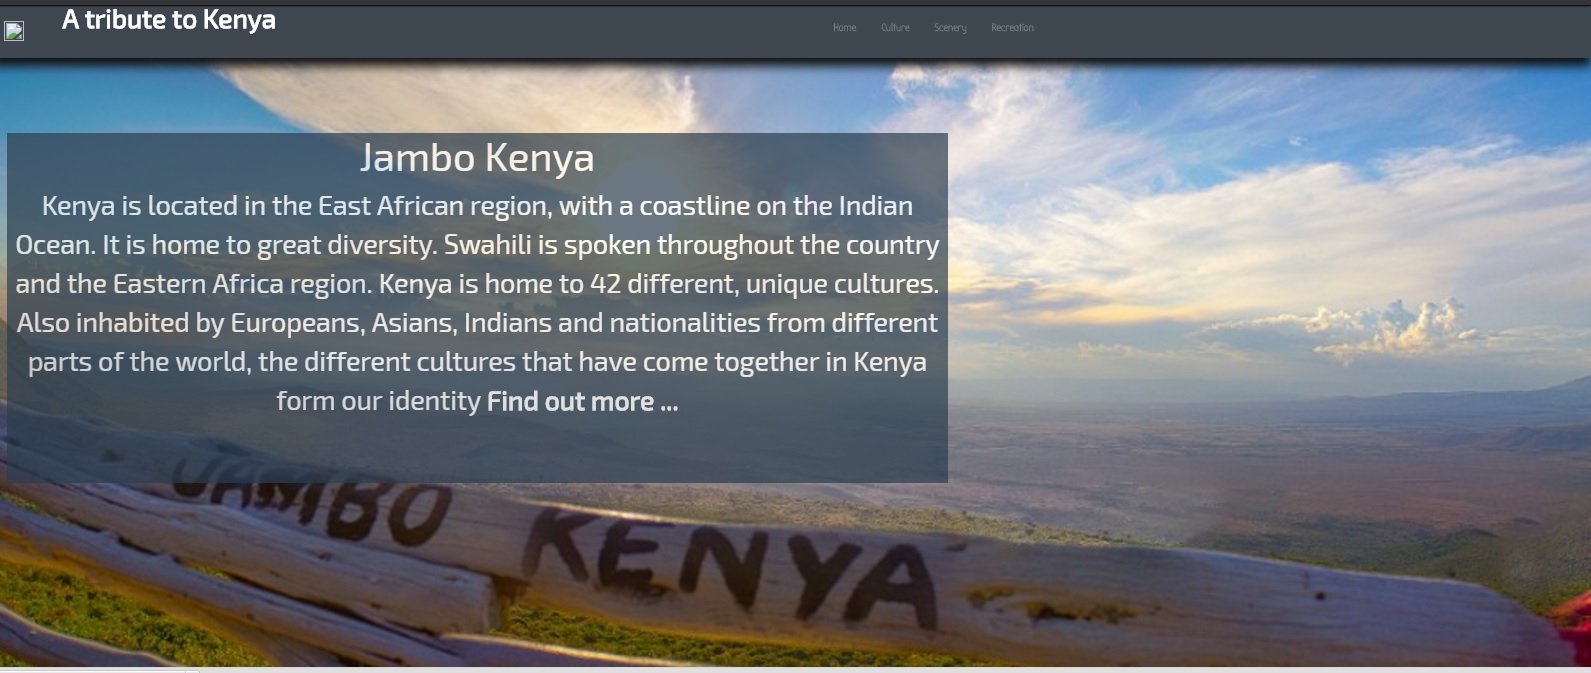 A tribute to Kenya
Home Culture Scenery Recreation
Jambo Kenya
Kenya is located in the East African region, with a coastline on the Indian
Ocean. It is home to great diversity. Swahili is spoken throughout the country
and the Eastern Africa region. Kenya is home to 42 different, unique cultures.
Also inhabited by Europeans, Asians, Indians and nationalities from different
parts of the world, the different cultures that have come together in Kenya
form our identity Find out more ...
JAMBO KENYA